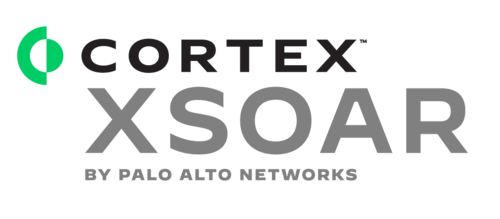 CORTEX™
XSOAR
BY PALO ALTO NETWORKS